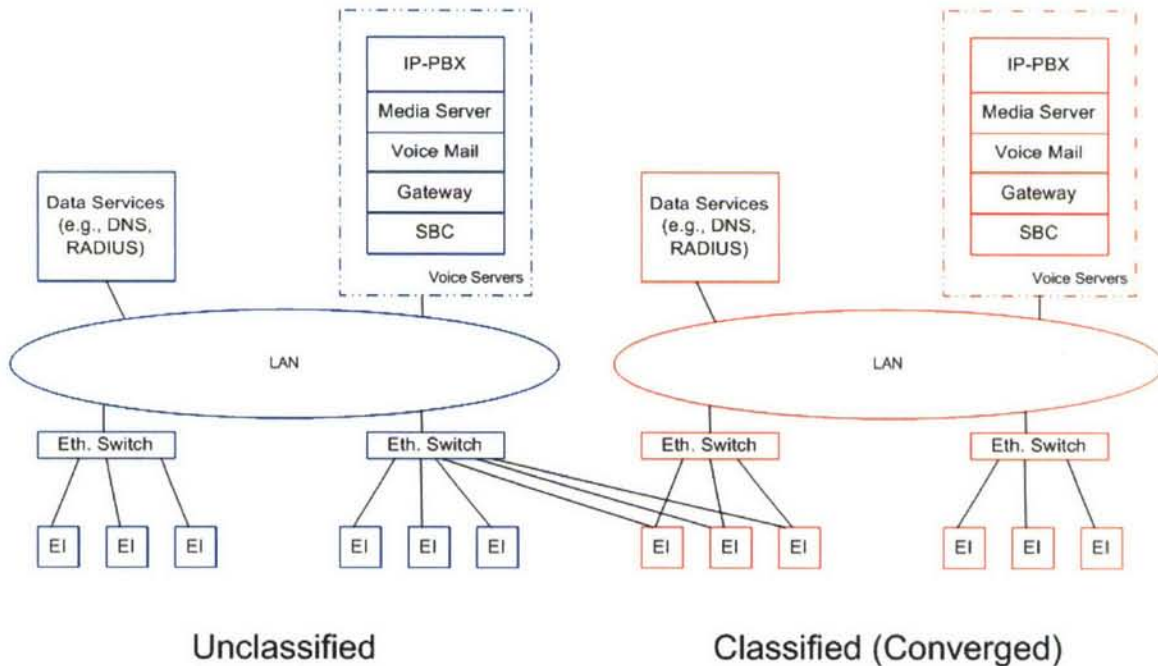 IP-PBX
Media Server
Voice Mail
Gateway
SBC
Voice Servers
Data Services
(e.g., DNS,
RADIUS)
LAN
Eth. Switch
Eth. Switch
EI
EI
EI
EI
EI
EI
Unclassified
IP-PBX
Media Server
Voice Mail
Gateway
SBC
Voice Servers
Data Services
(e.g., DNS,
RADIUS)
LAN
Eth. Switch
Eth. Switch
EI
EI
EI
EI
EI
EI
Classified (Converged)